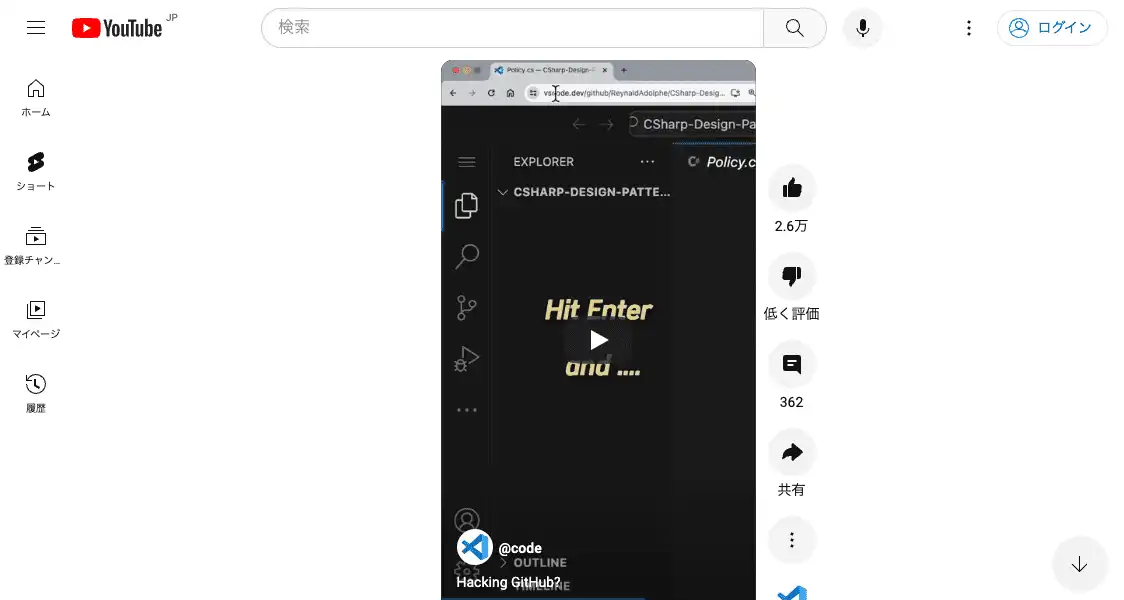 YouTube JP
検索
ログイン
ホーム
ショート
登録チャン...
マイページ
履歴
Policy.cs — CSharp-Design-P
vscode.dev/github/ReynaldAdolphe/CSharp-Desig...
CSharp-Design-Pa
EXPLORER
Policy.c
CSHARP-DESIGN-PATTE...
Hit Enter
and ....
@code
OUTLINE
Hacking GitHub?
TIMELINE
2.6万
低く評価
362
共有